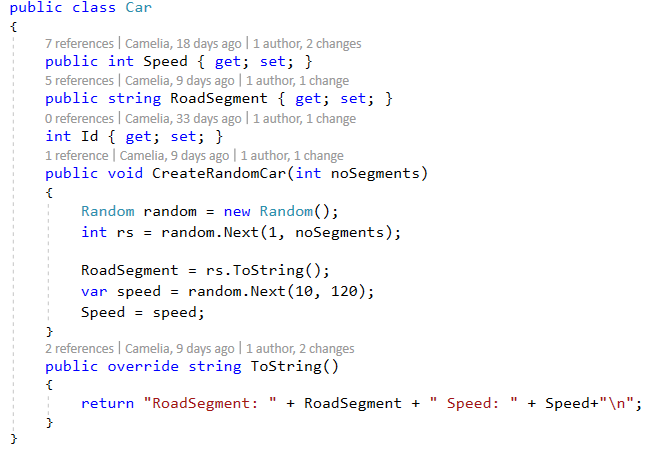 public class Car
{
7 references | Camelia, 18 days ago | 1 author, 2 changes
public int Speed { get; set; }
5 references | Camelia, 9 days ago | 1 author, 1 change
public string RoadSegment { get; set; }
0 references | Camelia, 33 days ago | 1 author, 1 change
int Id { get; set; }
1 reference | Camelia, 9 days ago | 1 author, 1 change
public void CreateRandomCar(int noSegments)
{
Random random = new Random();
int rs = random.Next(1, noSegments);
RoadSegment = rs.ToString();
var speed = random.Next(10, 120);
Speed = speed;
}
2 references | Camelia, 9 days ago | 1 author, 2 changes
public override string ToString()
{
return "RoadSegment: " + RoadSegment + " Speed: " + Speed+"\n";
}
}